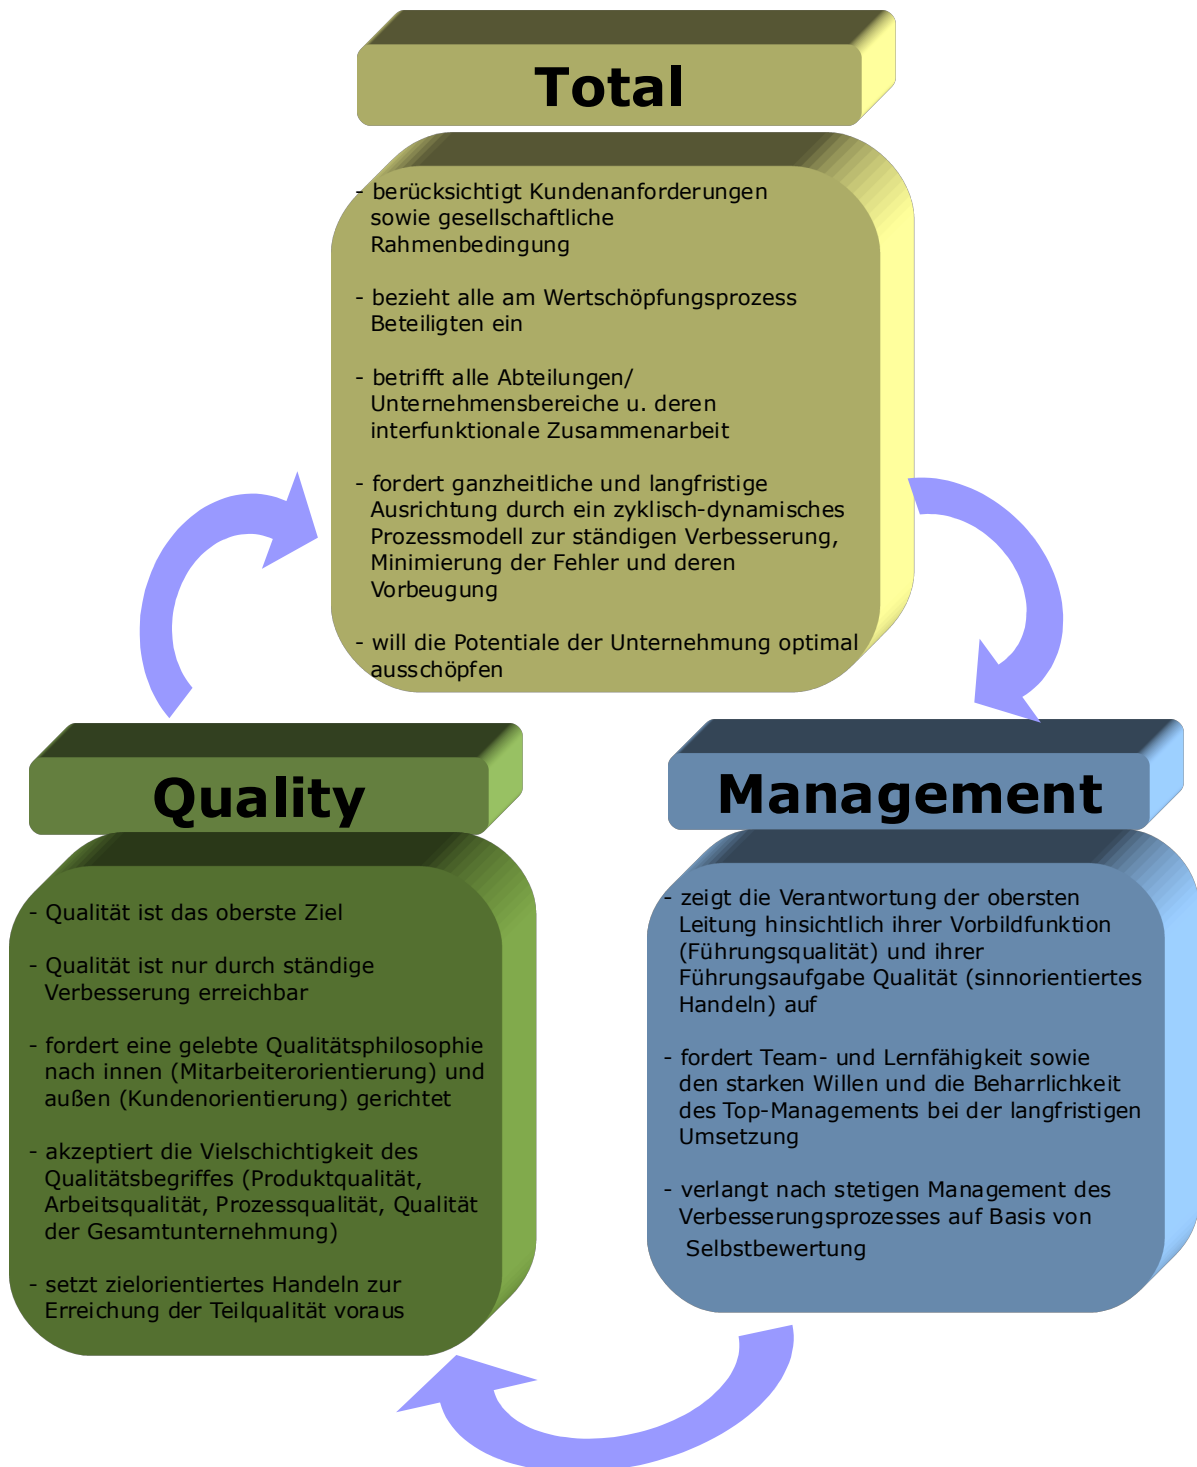 Total
- berücksichtigt Kundenanforderungen
sowie gesellschaftliche
Rahmenbedingung
- bezieht alle am Wertschöpfungsprozess
Beteiligten ein
- betrifft alle Abteilungen/
Unternehmensbereiche u. deren
interfunktionale Zusammenarbeit
- fordert ganzheitliche und langfristige
Ausrichtung durch ein zyklisch-dynamisches
Prozessmodell zur ständigen Verbesserung,
Minimierung der Fehler und deren
Vorbeugung
- will die Potentiale der Unternehmung optimal
ausschöpfen
Quality
- Qualität ist das oberste Ziel
- Qualität ist nur durch ständige
Verbesserung erreichbar
- fordert eine gelebte Qualitätsphilosophie
nach innen (Mitarbeiterorientierung) und
außen (Kundenorientierung) gerichtet
- akzeptiert die Vielschichtigkeit des
Qualitätsbegriffes (Produktqualität,
Arbeitsqualität, Prozessqualität, Qualität
der Gesamtunternehmung)
- setzt zielorientiertes Handeln zur
Erreichung der Teilqualität voraus
Management
- zeigt die Verantwortung der obersten
Leitung hinsichtlich ihrer Vorbildfunktion
(Führungsqualität) und ihrer
Führungsaufgabe Qualität (sinnorientiertes
Handeln) auf
- fordert Team- und Lernfähigkeit sowie
den starken Willen und die Beharrlichkeit
des Top-Managements bei der langfristigen
Umsetzung
- verlangt nach stetigen Management des
Verbesserungsprozesses auf Basis von
Selbstbewertung